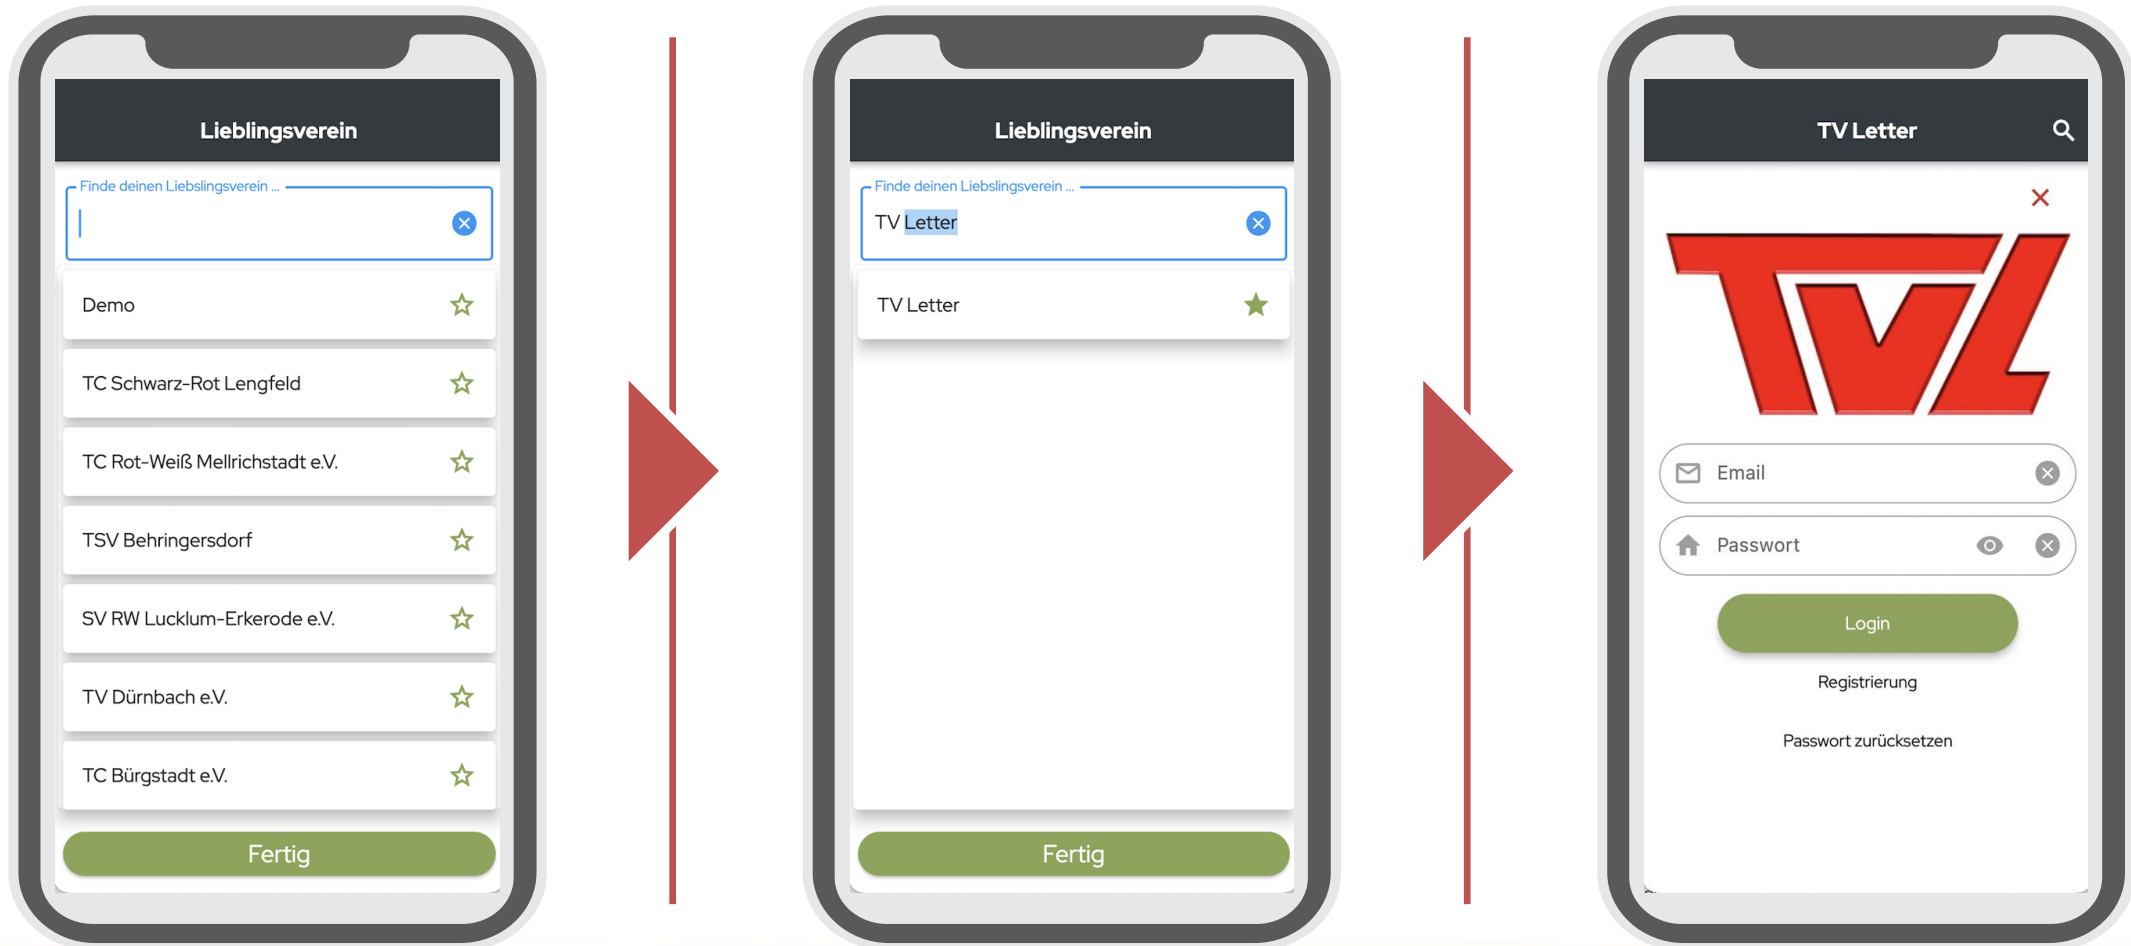 Lieblingsverein
Finde deinen Liebslingsverein ...
Demo
TC Schwarz-Rot Lengfeld
TC Rot-Weiß Mellrichstadt e.V.
TSV Behringersdorf
SV RW Lucklum-Erkerode e.V.
TV Dürnbach e.V.
TC Bürgstadt e.V.
Fertig
Lieblingsverein
Finde deinen Liebslingsverein ...
TV Letter
TV Letter
Fertig
TV Letter
TVL
Email
Passwort
Login
Registrierung
Passwort zurücksetzen